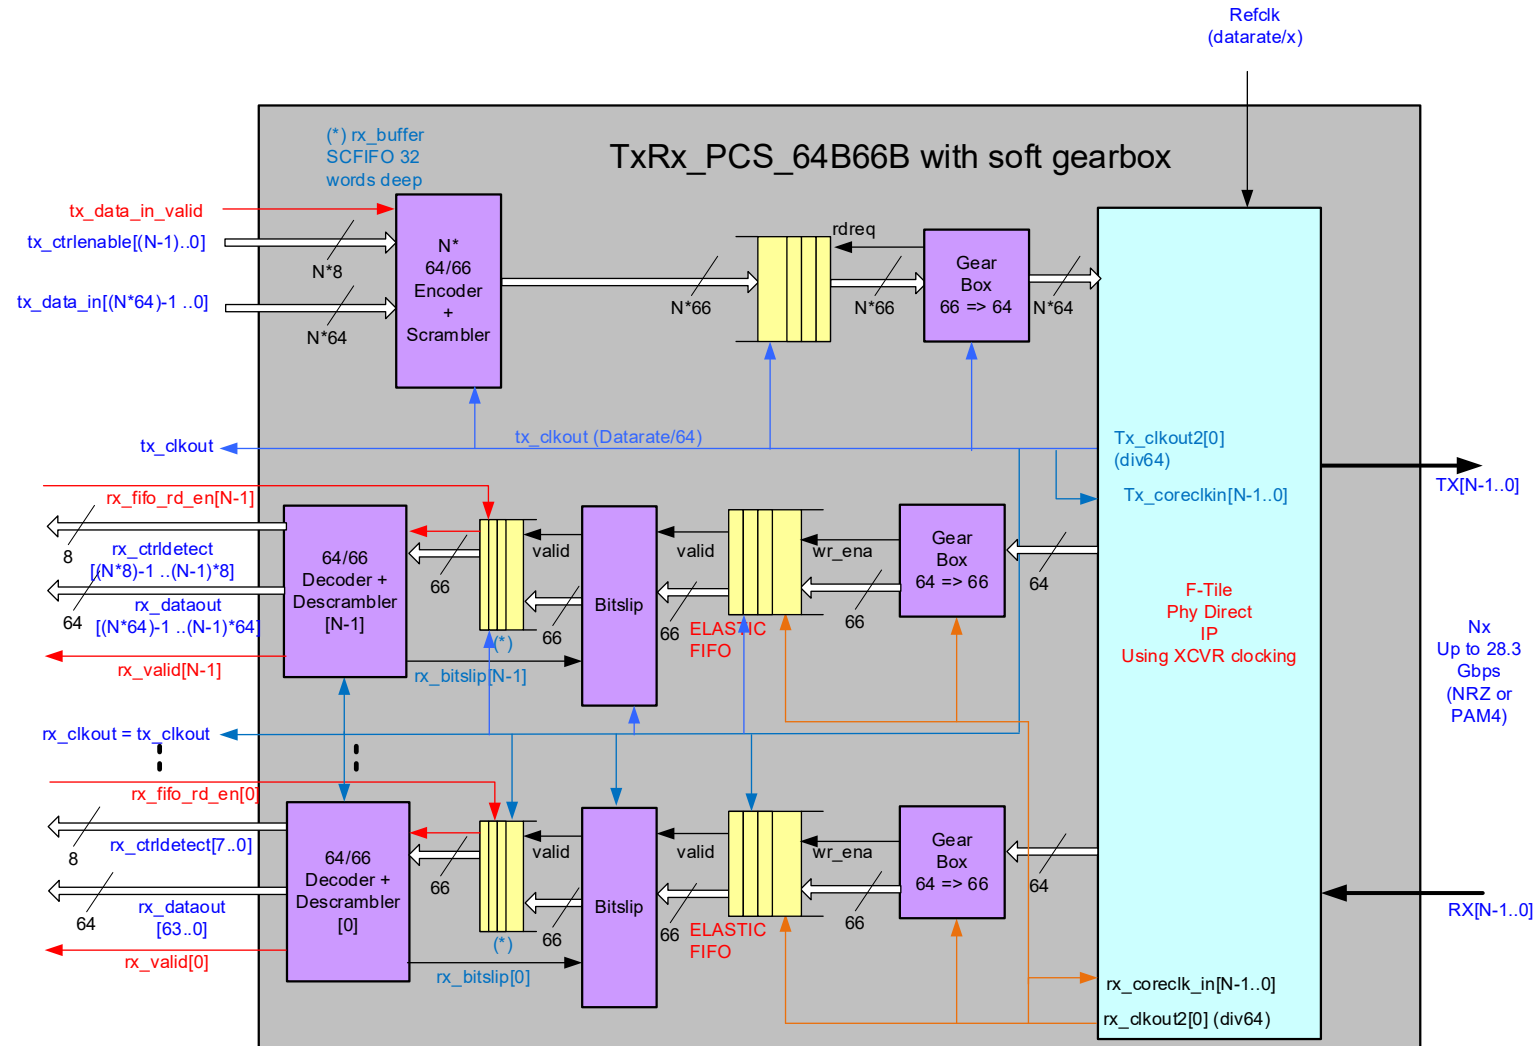 Refclk
(datarate/x)
(*) rx_buffer
SCFIFO 32
words deep
TxRx_PCS_64B66B with soft gearbox
tx_data_in_valid
tx_ctrlenable[(N-1)..0]
N*8
tx_data_in[(N*64)-1 ..0]
N*64
N*
64/66
Encoder
+
Scrambler
N*66
rdreq
N*66
Gear
Box
66 => 64
N*64
tx_clkout
tx_clkout (Datarate/64)
Tx_clkout2[0]
(div64)
Tx_coreclkin[N-1..0]
TX[N-1..0]
rx_fifo_rd_en[N-1]
8
rx_ctrldetect
[(N*8)-1 ..(N-1)*8]
64
rx_dataout
[(N*64)-1 ..(N-1)*64]
rx_valid[N-1]
64/66
Decoder +
Descrambler
[N-1]
66
(*)
valid
66
rx_bitslip[N-1]
Bitslip
valid
66
ELASTIC
FIFO
wr_ena
66
Gear
Box
64 => 66
64
F-Tile
Phy Direct
IP
Using XCVR clocking
Nx
Up to 28.3
Gbps
(NRZ or
PAM4)
rx_clkout = tx_clkout
rx_fifo_rd_en[0]
8
rx_ctrldetect[7..0]
64
rx_dataout
[63..0]
rx_valid[0]
64/66
Decoder +
Descrambler
[0]
66
(*)
valid
66
rx_bitslip[0]
Bitslip
valid
66
ELASTIC
FIFO
wr_ena
66
Gear
Box
64 => 66
64
RX[N-1..0]
rx_coreclk_in[N-1..0]
rx_clkout2[0] (div64)